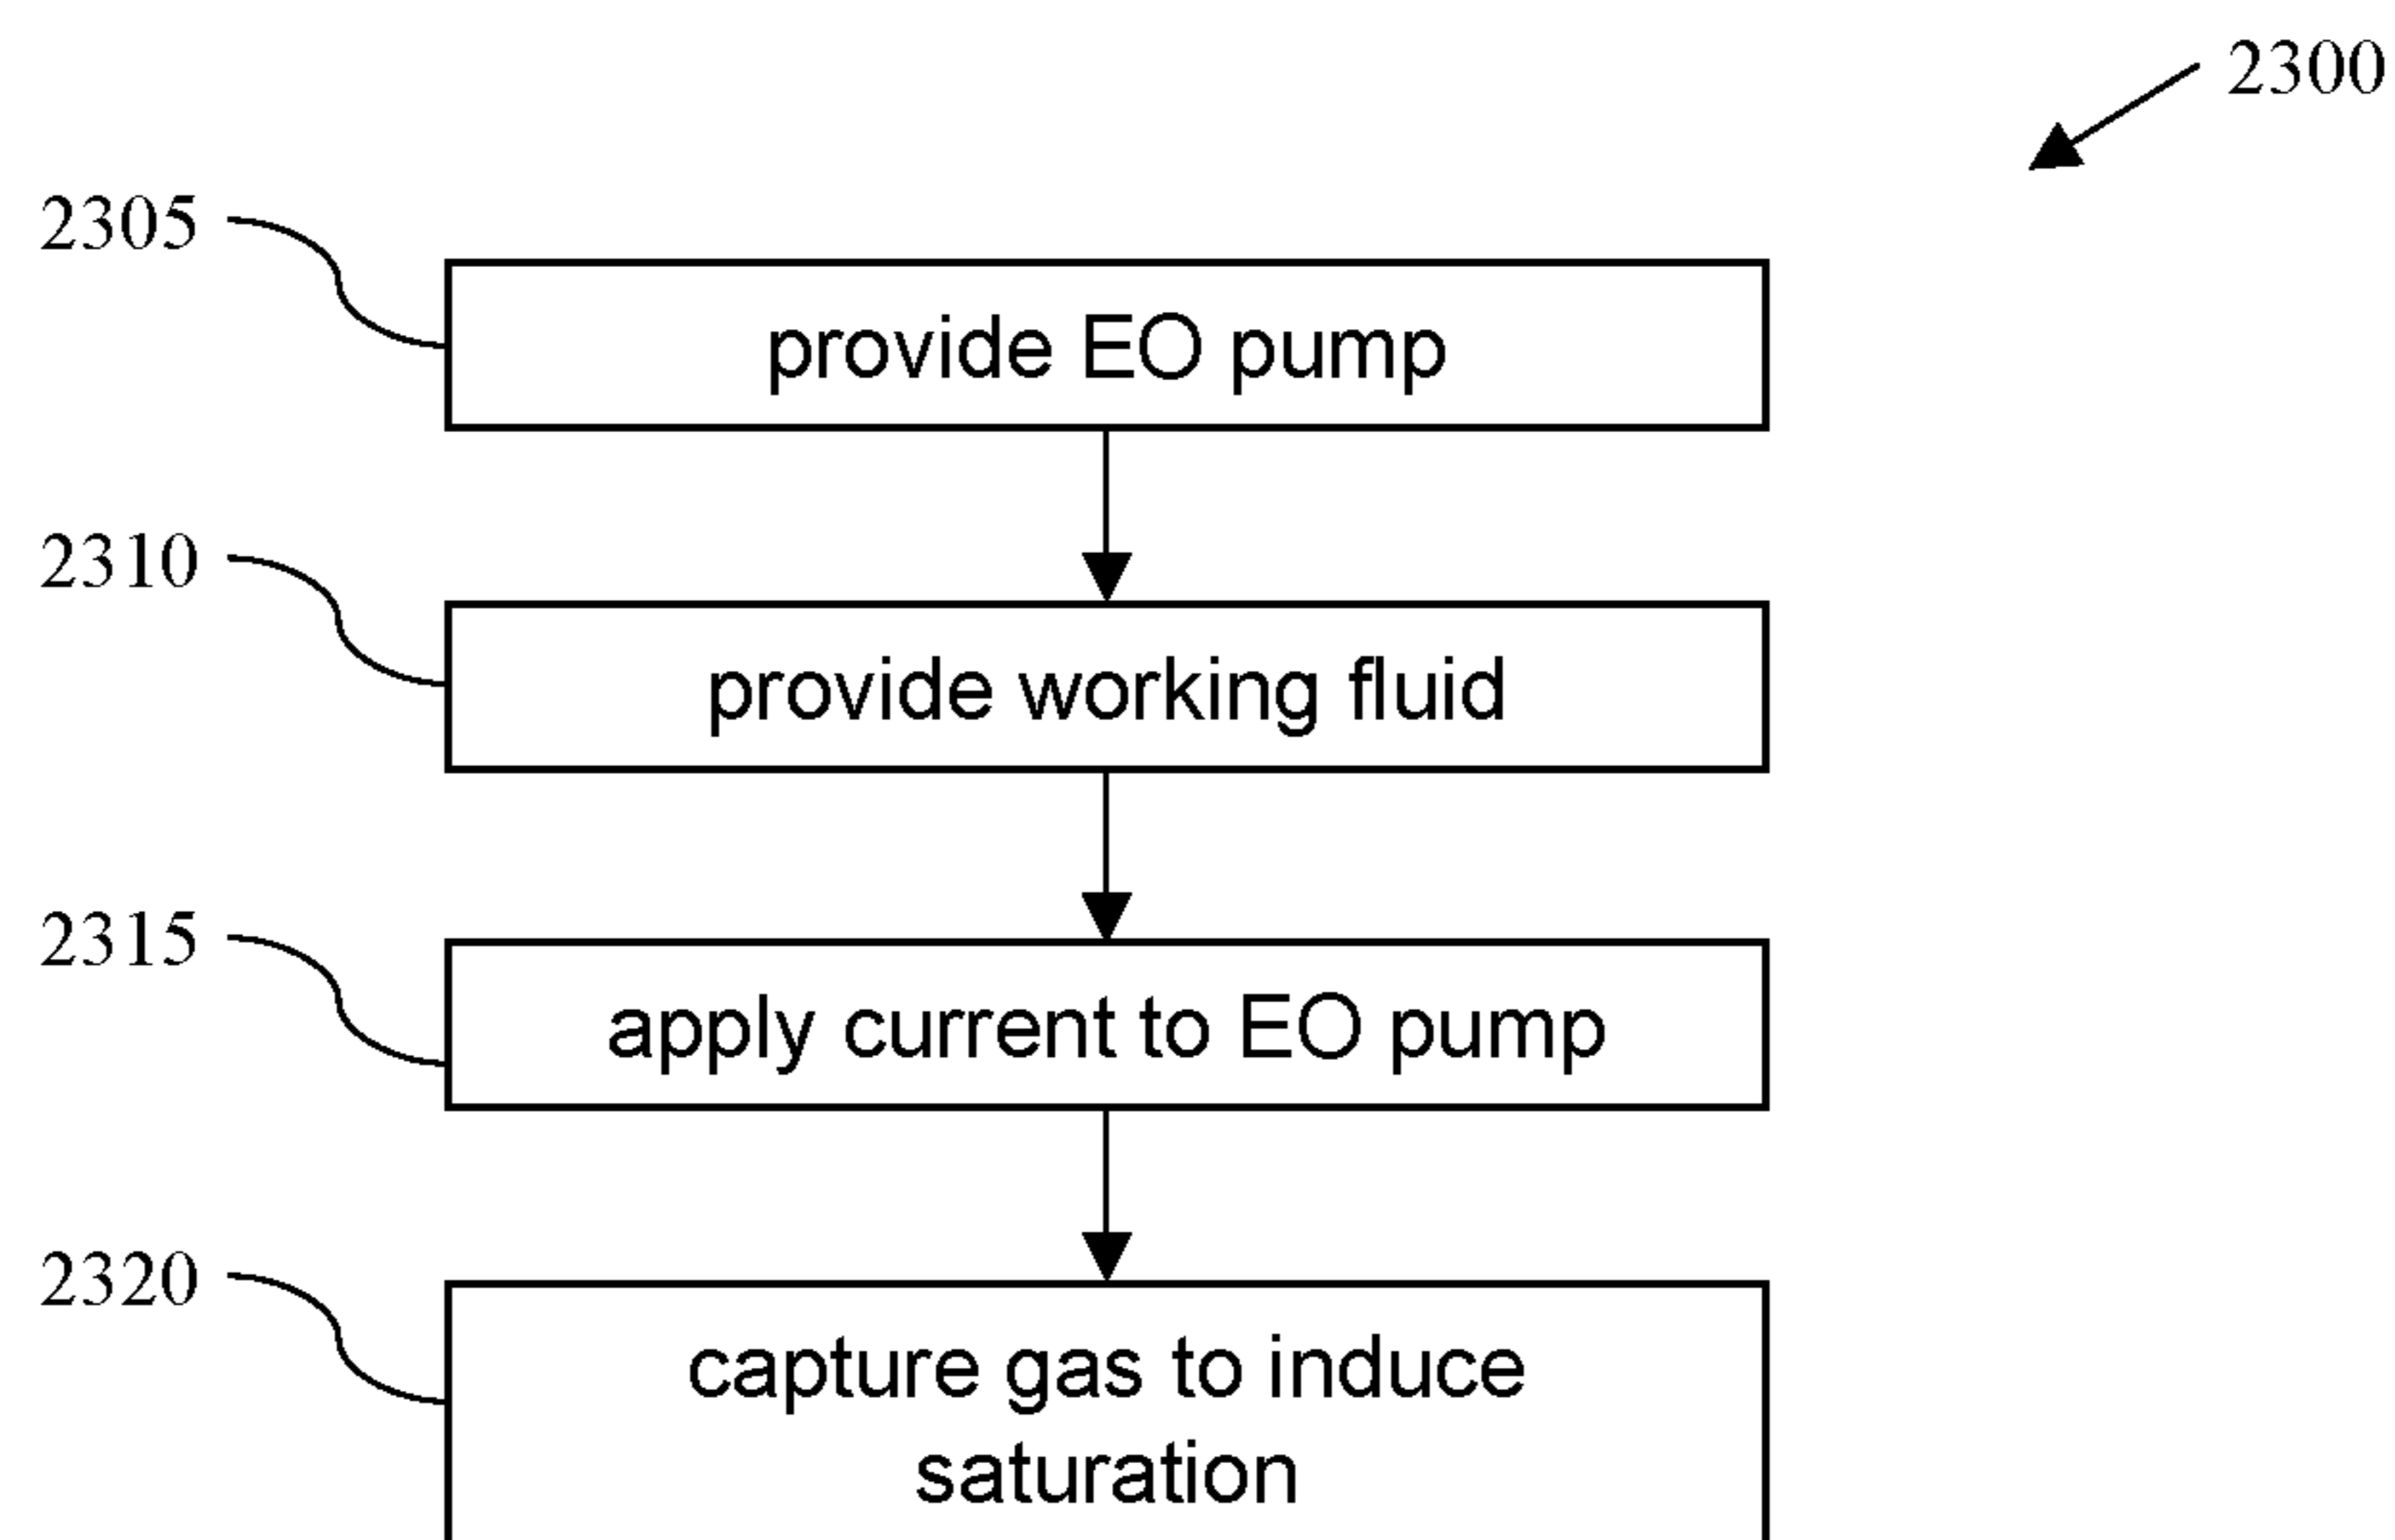 2300
2305
provide EO pump
2310
provide working fluid
2315
apply current to EO pump
2320
capture gas to induce
saturation